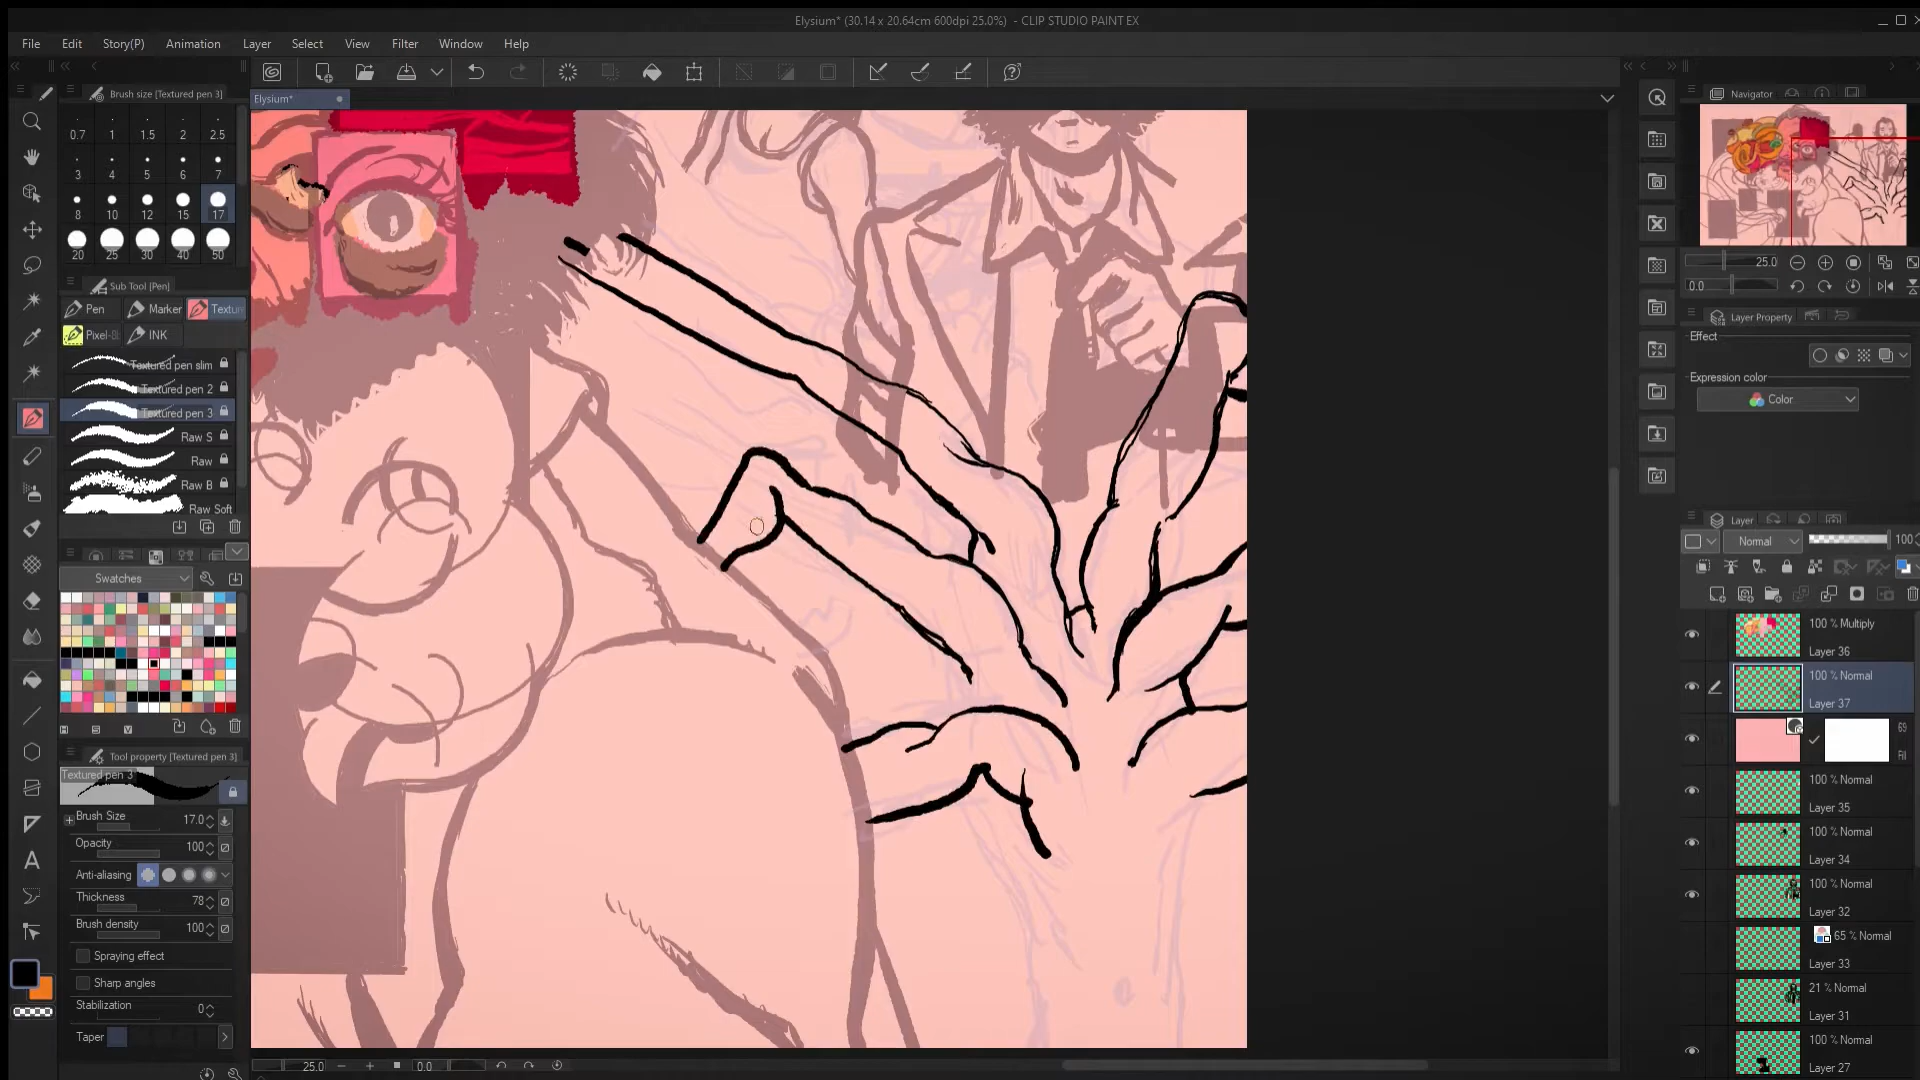 Elysium* (30.14 x 20.64cm 600dpi 25.0%) - CLIP STUDIO PAINT EX
File Edit Story(P) Animation Layer Select View Filter Window Help
Brush size [Textured pen 3]
Elysium*
Navigator
0.7 1 1.5 2 2.5
3 4 5 6 7
8 10 12 15 17
20 25 30 40 50
25.0
0.0
Sub Tool [Pen]
Pen Marker Textu
INK
Layer Property
Effect
Expression color
Color
Textured pen slim
Textured pen 2
Textured pen 3
Raw S
Raw
Raw B
Raw Soft
Layer
Normal 100
Swatches
100 % Multiply
Layer 36
100 % Normal
Layer 37
100 % Normal
Layer 35
100 % Normal
Layer 34
100 % Normal
Layer 32
65 % Normal
Layer 33
21 % Normal
Layer 31
100 % Normal
Layer 27
Tool property [Textured pen 3]
Textured pen 3
Brush Size 17.0
Opacity 100
Anti-aliasing
Thickness 78
Brush density 100
Spraying effect
Sharp angles
Stabilization 0
Taper
25.0 0.0